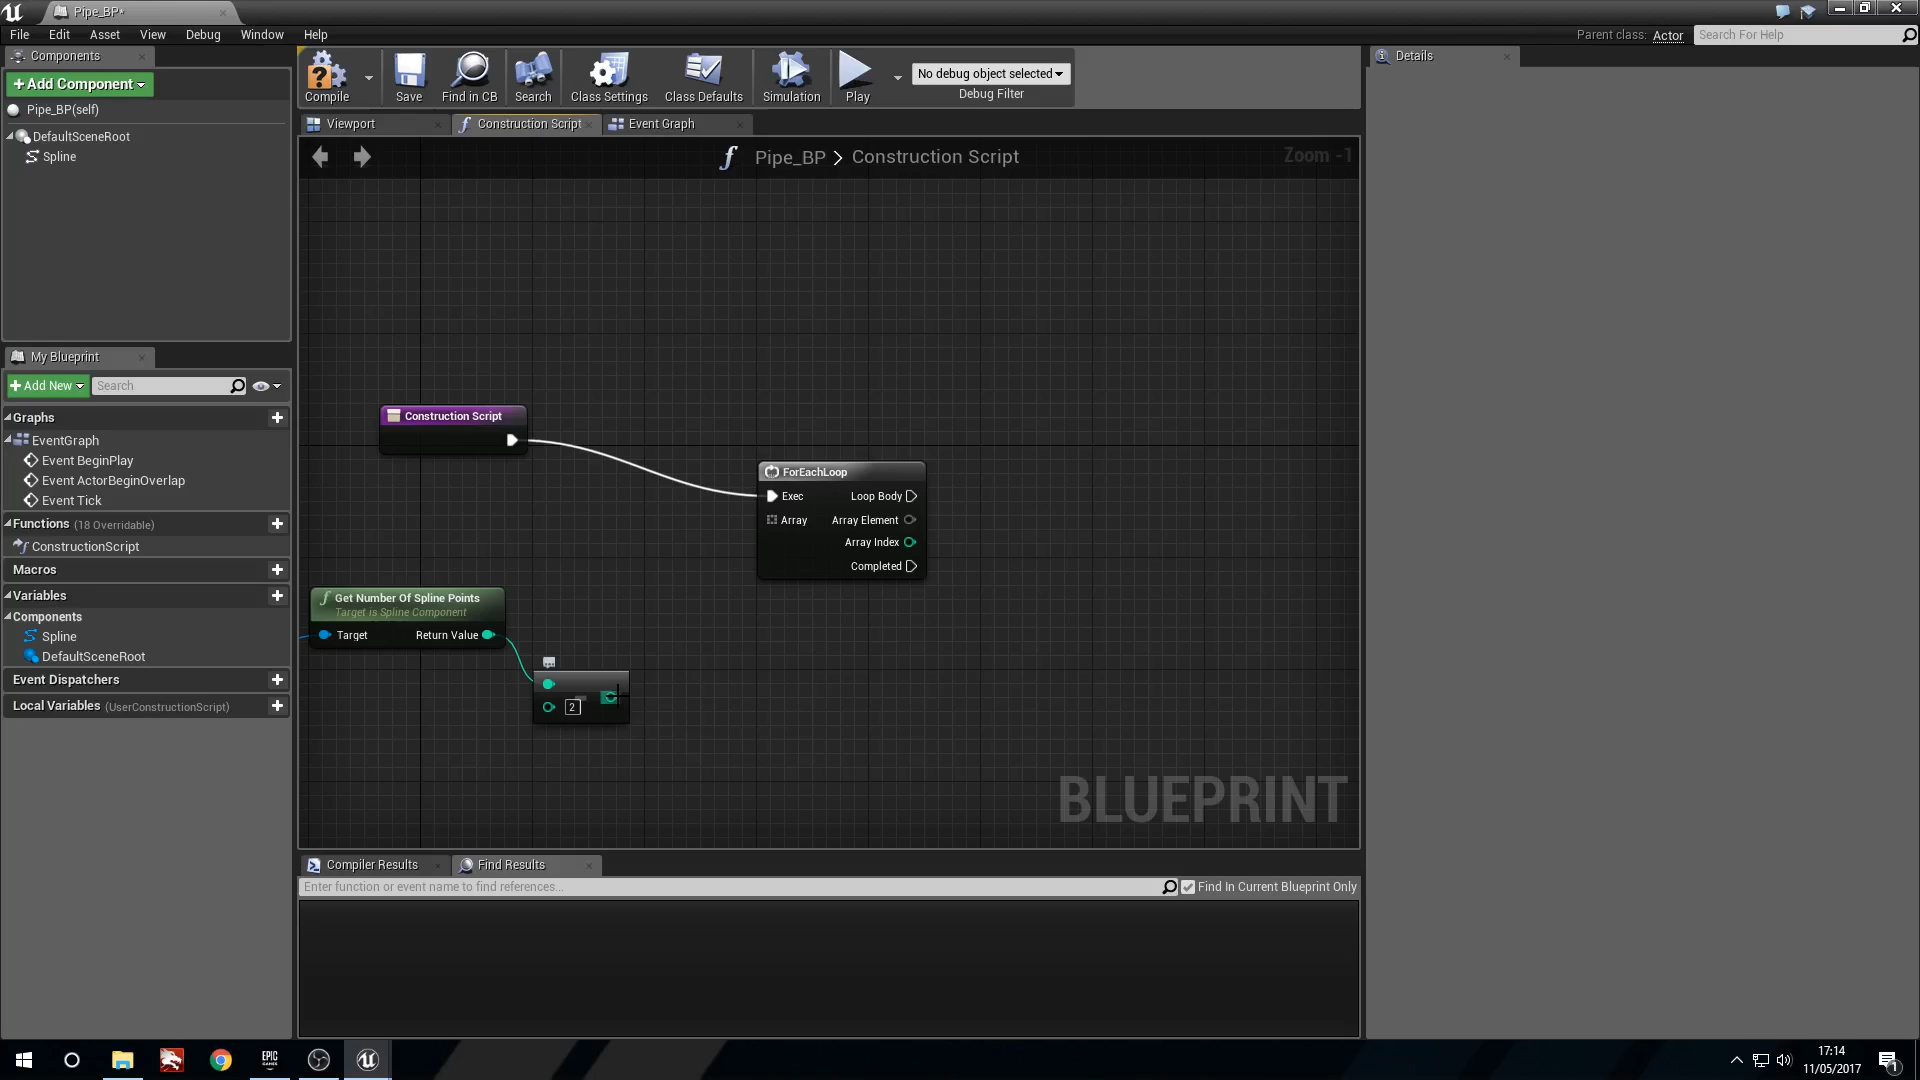 Pipe_BP*
File Edit Asset View Debug Window Help
Parent class: Actor
Search For Help
Components
Add Component
Pipe_BP(self)
DefaultSceneRoot
Spline
Compile
Save
Find in CB
Search
Class Settings
Class Defaults
Simulation
Play
No debug object selected
Debug Filter
Details
Viewport
Construction Script
Event Graph
Pipe_BP > Construction Script
Zoom -1
My Blueprint
Add New
Search
Graphs
EventGraph
Event BeginPlay
Event ActorBeginOverlap
Event Tick
Functions (18 Overridable)
ConstructionScript
Macros
Variables
Components
Spline
DefaultSceneRoot
Event Dispatchers
Local Variables (UserConstructionScript)
Construction Script
ForEachLoop
Exec Loop Body
Array Array Element
Array Index
Completed
Get Number Of Spline Points
Target is Spline Component
Target Return Value
2
BLUEPRINT
Compiler Results
Find Results
Enter function or event name to find references...
Find In Current Blueprint Only
EPIC
GAMES
17:14
11/05/2017
1